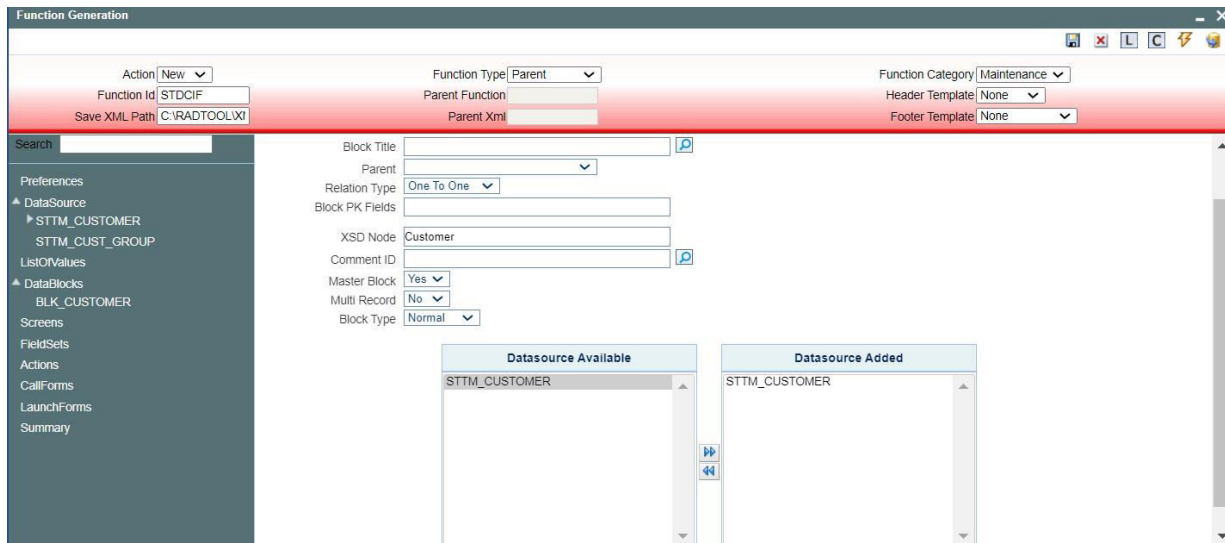 Function Generation
L C
Action New Function Type Parent Function Category Maintenance
Function Id STDCIF Parent Function Header Template None
Save XML Path C:\RADTOOL\XM Parent Xml Footer Template None
Search
Preferences
DataSource
STTM_CUSTOMER
STTM_CUST_GROUP
ListOfValues
DataBlocks
BLK_CUSTOMER
Screens
FieldSets
Actions
CallForms
LaunchForms
Summary
Block Title
Parent
Relation Type One To One
Block PK Fields
XSD Node Customer
Comment ID
Master Block Yes
Multi Record No
Block Type Normal
Datasource Available Datasource Added
STTM_CUSTOMER STTM_CUSTOMER